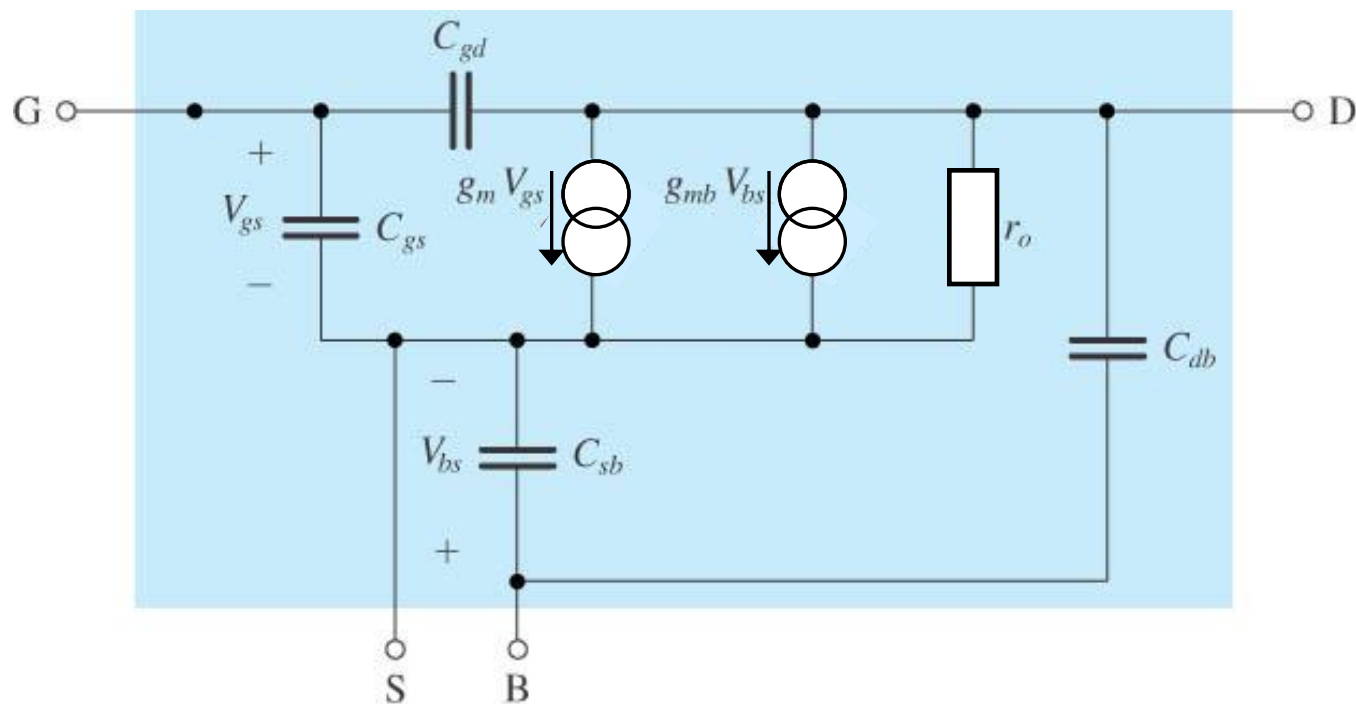 C_gd
G
D
+
g_m V_gs
g_mb V_bs
V_gs
C_gs
r_o
−
C_db
−
V_bs
C_sb
+
S
B